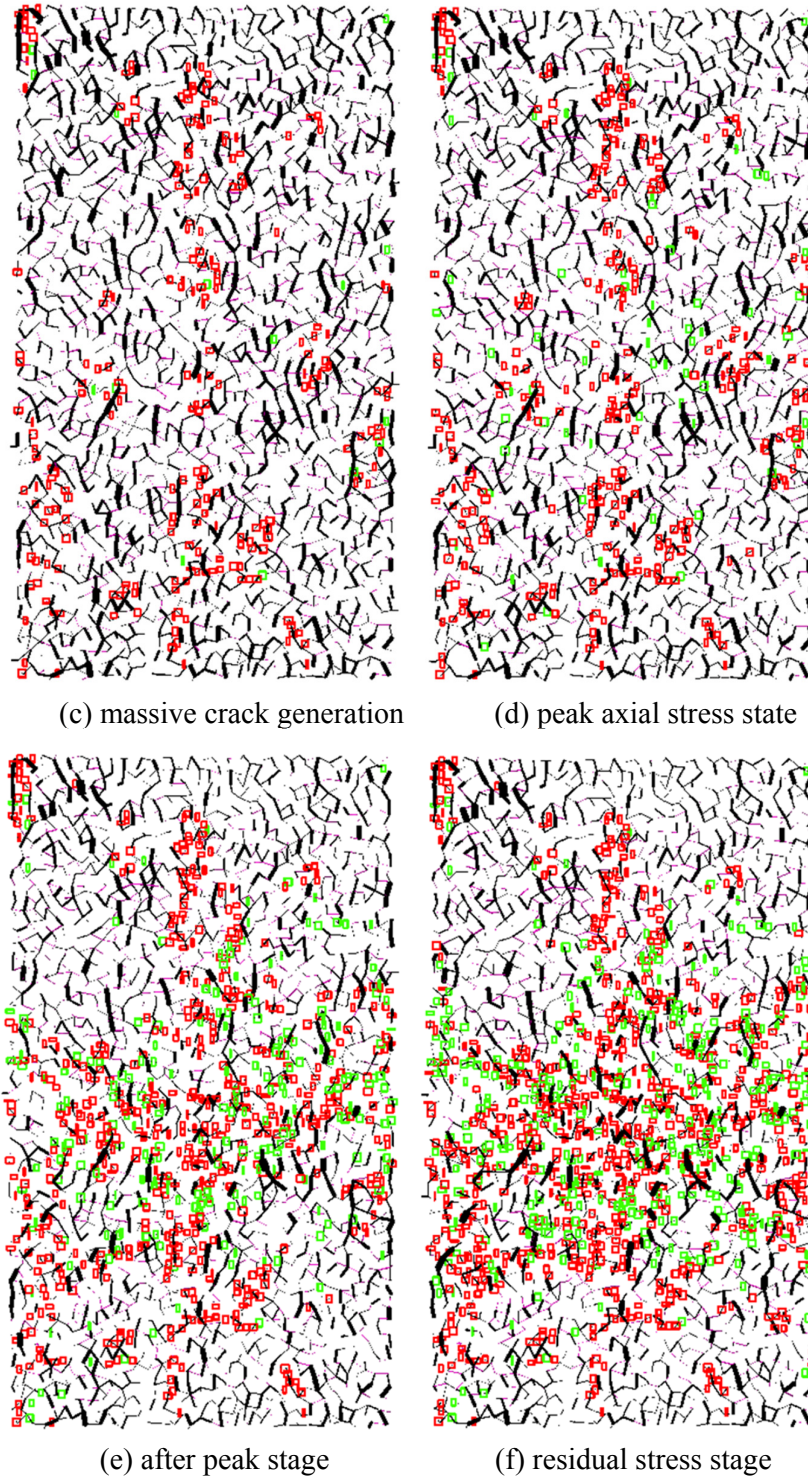 (c) massive crack generation
(d) peak axial stress state
(e) after peak stage
(f) residual stress stage